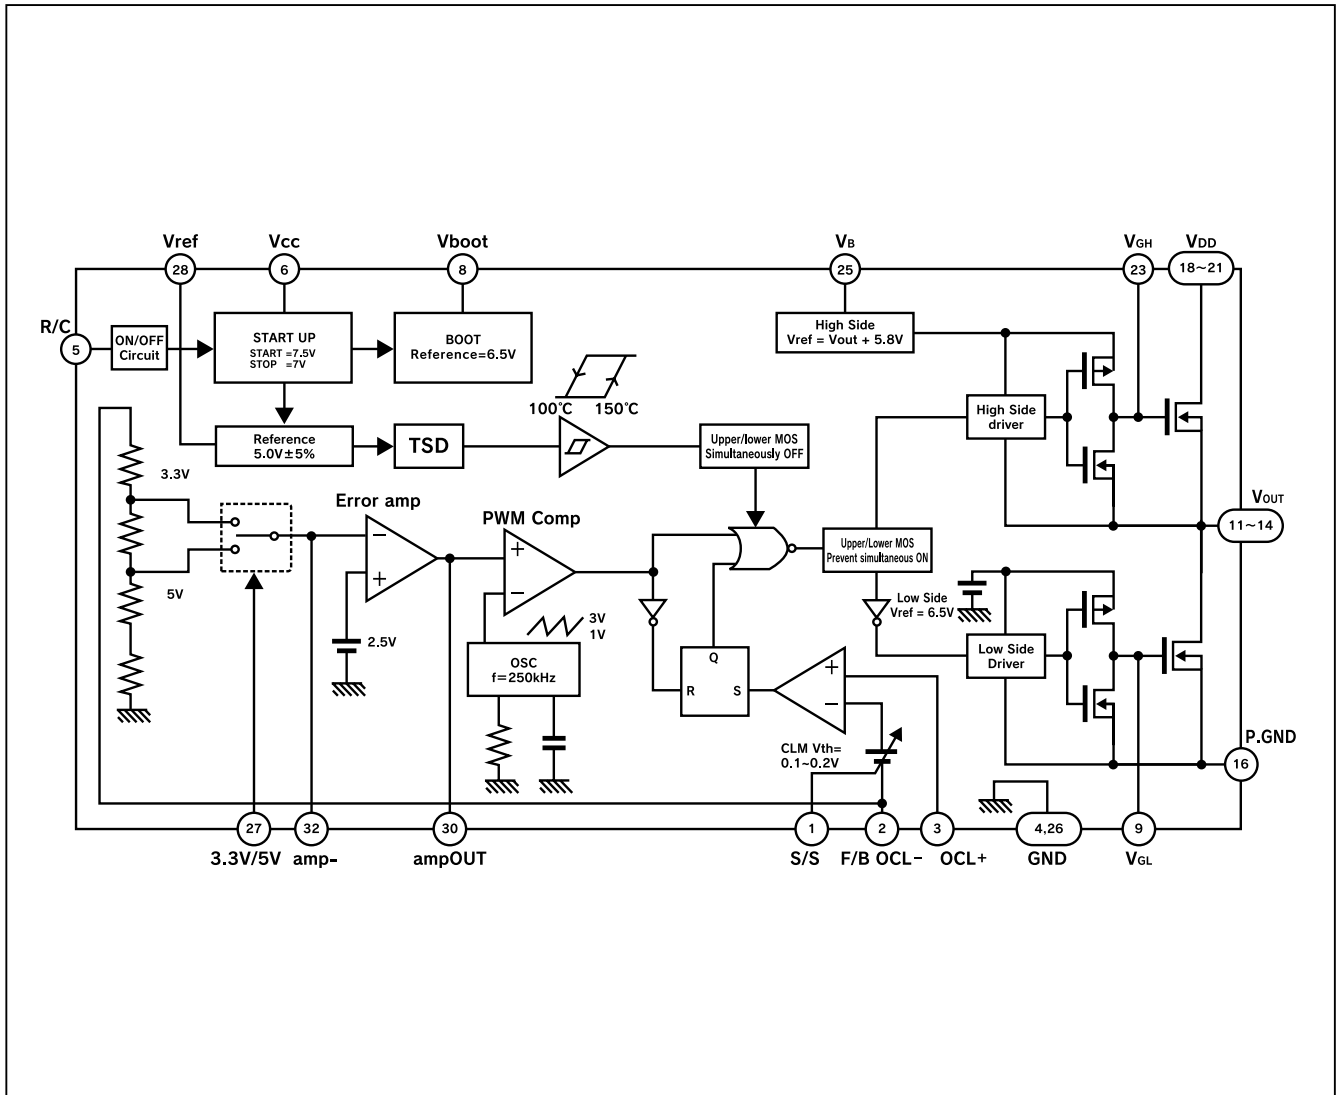 Vref
Vcc
Vboot
VB
VGH
VDD
28
6
8
25
23
18~21
R/C
5
ON/OFF
Circuit
START UP
START =7.5V
STOP =7V
BOOT
Reference=6.5V
High Side
Vref = Vout + 5.8V
100℃
150℃
Reference
5.0V±5%
TSD
Upper/lower MOS
Simultaneously OFF
High Side
driver
3.3V
Error amp
PWM Comp
VOUT
11~14
−
+
+
−
Upper/Lower MOS
Prevent simultaneous ON
5V
2.5V
3V
1V
Low Side
Vref = 6.5V
OSC
f=250kHz
Q
R
S
+
−
Low Side
Driver
CLM Vth=
0.1~0.2V
P.GND
16
27
32
30
1
2
3
4,26
9
3.3V/5V
amp-
ampOUT
S/S
F/B OCL−
OCL+
GND
VGL